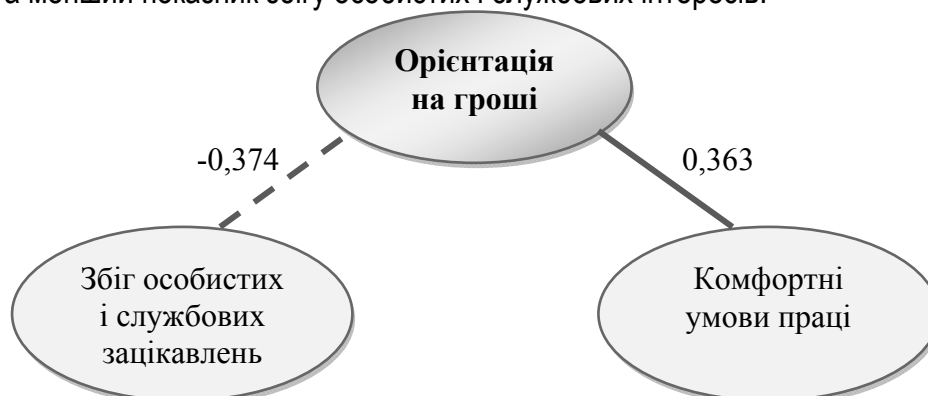 а менший показник збігу особистих і службових інтересів.
Орієнтація
на гроші
-0,374
0,363
Збіг особистих
і службових
зацікавлень
Комфортні
умови праці